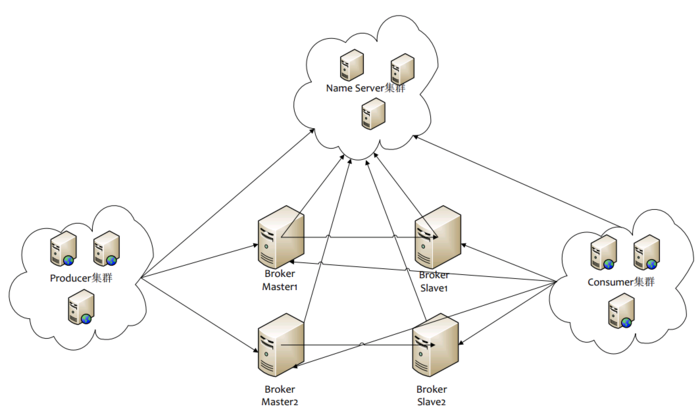 Name Server集群
Producer集群
Broker
Master1
Broker
Slave1
Consumer集群
Broker
Master2
Broker
Slave2